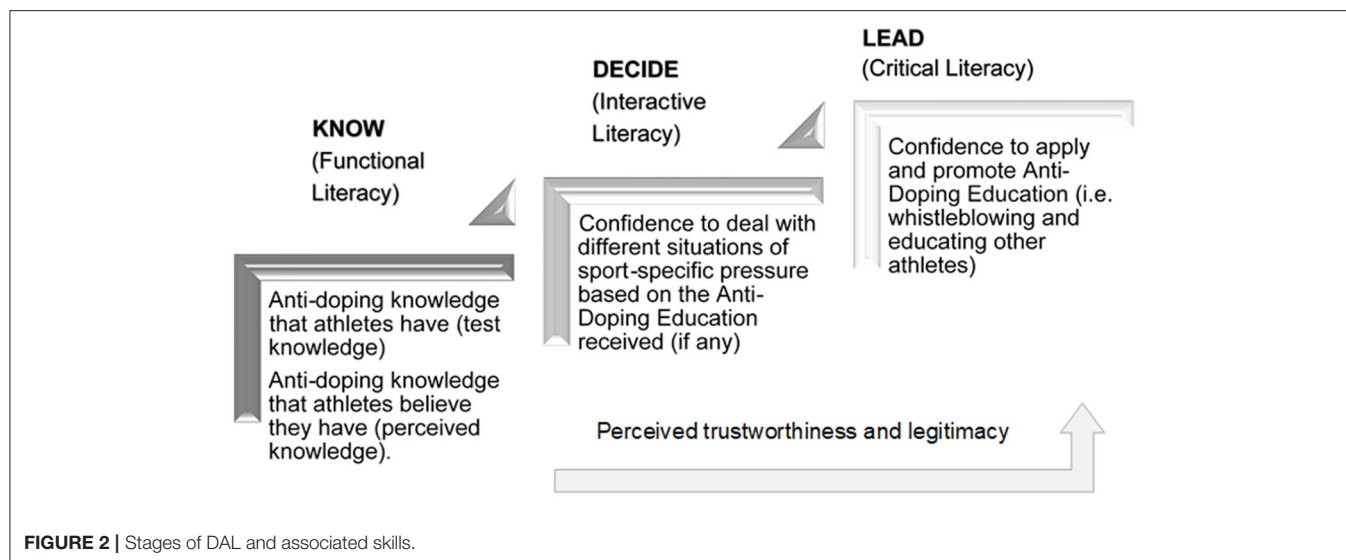 KNOW
(Functional
Literacy)
Anti-doping knowledge
that athletes have (test
knowledge)
Anti-doping knowledge
that athletes believe
they have (perceived
knowledge).
DECIDE
(Interactive
Literacy)
Confidence to deal with
different situations of
sport-specific pressure
based on the Anti-
Doping Education
received (if any)
LEAD
(Critical Literacy)
Confidence to apply
and promote Anti-
Doping Education (i.e.
whistleblowing and
educating other
athletes)
Perceived trustworthiness and legitimacy
FIGURE 2 | Stages of DAL and associated skills.